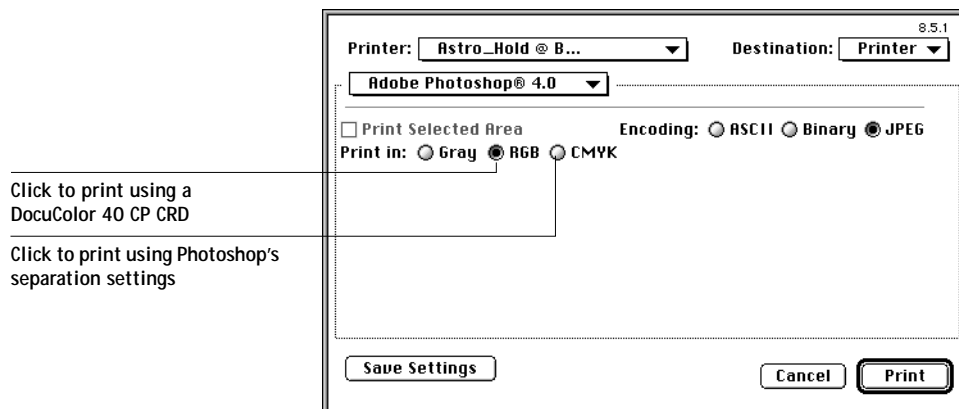 8.5.1
Printer: Astro_Hold @ B... Destination: Printer
Adobe Photoshop® 4.0
Print Selected Area Encoding: ASCII Binary JPEG
Print in: Gray RGB CMYK
Click to print using a
DocuColor 40 CP CRD
Click to print using Photoshop's
separation settings
Save Settings
Cancel Print